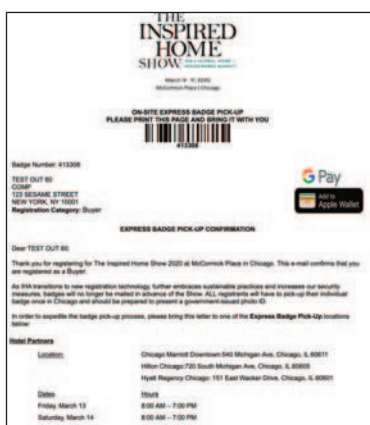 THE
INSPIRED
HOME
SHOW
McCormick Place | Chicago
ON-SITE EXPRESS BADGE PICK-UP
PLEASE PRINT THIS PAGE AND BRING IT WITH YOU
413308
Badge Number: 413308
TEST OUT 60
COMP
123 SESAME STREET
NEW YORK, NY 10001
Registration Category: Buyer
G Pay
Add to
Apple Wallet
EXPRESS BADGE PICK-UP CONFIRMATION
Dear TEST OUT 60:
Thank you for registering for The Inspired Home Show 2020 at McCormick Place in Chicago. This e-mail confirms that you
are registered as a Buyer.
As IHA transitions to new registration technology, further embraces sustainable practices and increases our security
measures, badges will no longer be mailed in advance of the Show. ALL registrants will have to pick-up their individual
badge once in Chicago and should be prepared to present a government-issued photo ID.
In order to expedite the badge pick-up process, please bring this letter to one of the Express Badge Pick-Up locations
below:
Hotel Partners
Location: Chicago Marriott Downtown: 540 Michigan Ave, Chicago, IL 60611
Hilton Chicago: 720 South Michigan Ave, Chicago, IL 60605
Hyatt Regency Chicago: 151 East Wacker Drive, Chicago, IL 60601
Dates Hours
Friday, March 13 8:00 AM – 7:00 PM
Saturday, March 14 8:00 AM – 7:00 PM